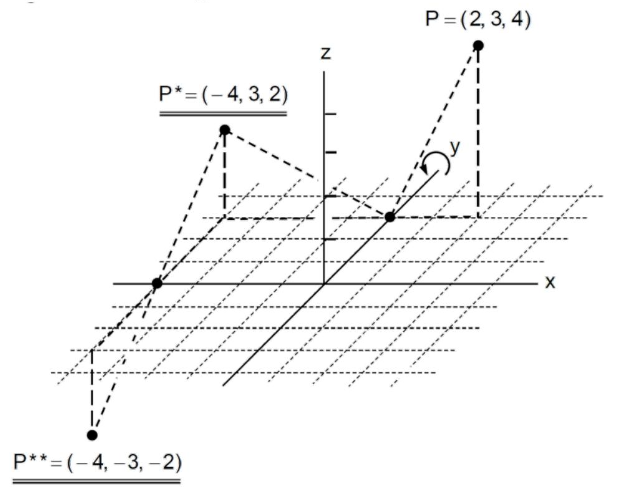 P = (2, 3, 4)
z
P* = (− 4, 3, 2)
y
x
P** = (− 4, −3, −2)